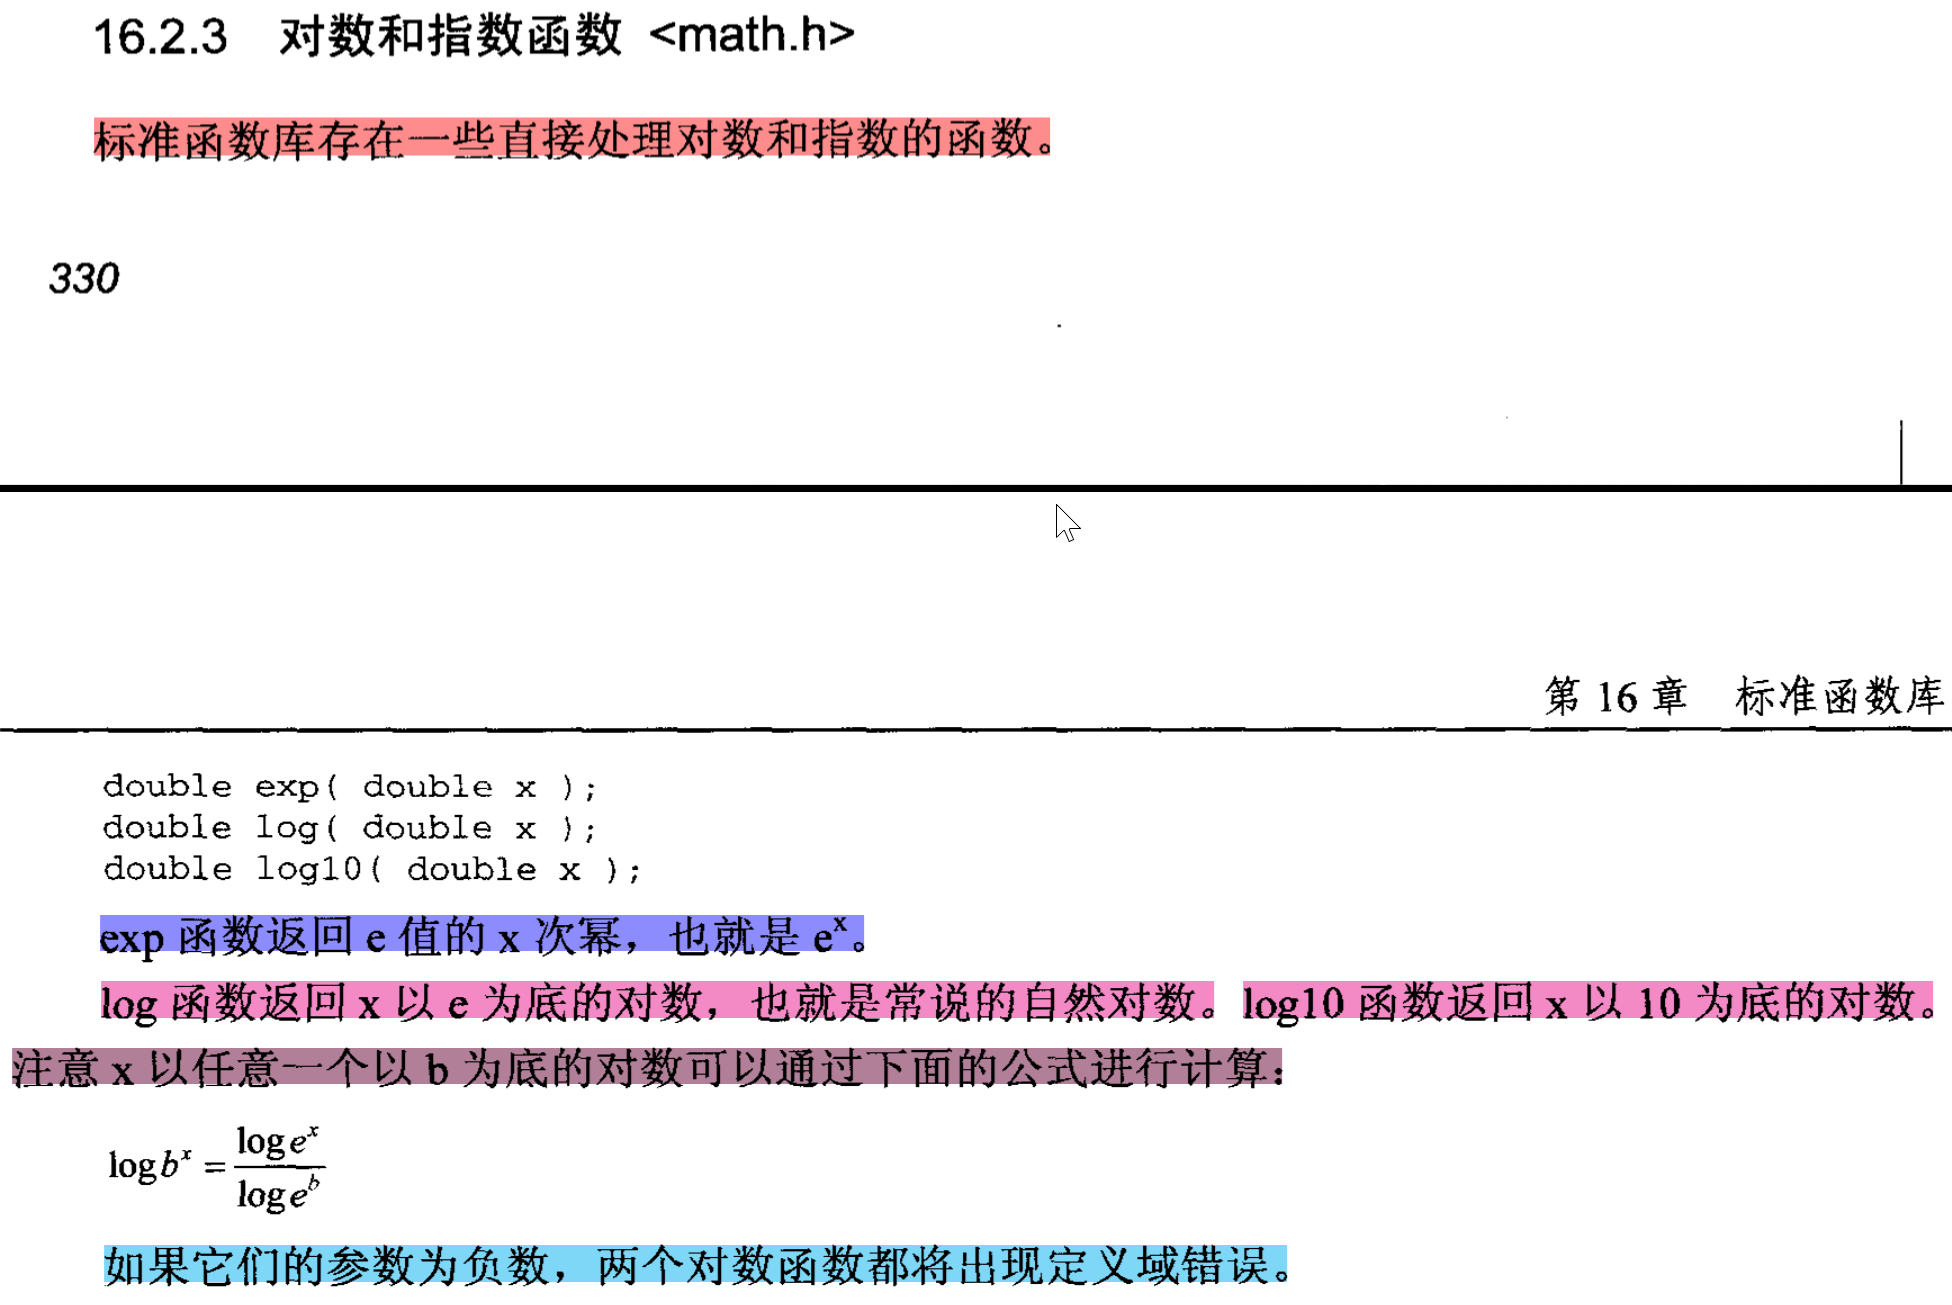 16.2.3 对数和指数函数 <math.h>
标准函数库存在一些直接处理对数和指数的函数。
330
第 16 章 标准函数库
double exp( double x );
double log( double x );
double log10( double x );
exp 函数返回 e 值的 x 次幂，也就是 eˣ。
log 函数返回 x 以 e 为底的对数，也就是常说的自然对数。log10 函数返回 x 以 10 为底的对数。
注意 x 以任意一个以 b 为底的对数可以通过下面的公式进行计算：
log bˣ = log eˣ / log eᵇ
如果它们的参数为负数，两个对数函数都将出现定义域错误。